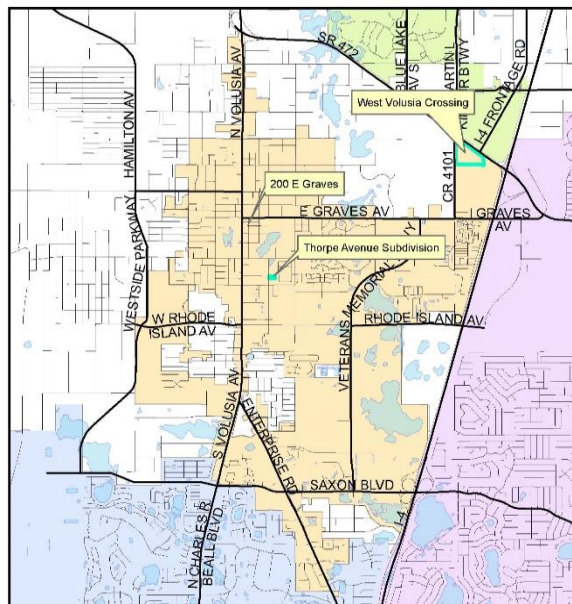 SR 472
BLUE LAKE
AV S
MARTIN L
I-4 FRONTAGE RD
N VOLUSIA AV
HAMILTON AV
West Volusia Crossing
CR 4101
200 E Graves
E GRAVES AV
GRAVES
AV
Thorpe Avenue Subdivision
WESTSIDE PARKWAY
VETERANS MEMORIAL
W RHODE
ISLAND AV
RHODE ISLAND AV
S VOLUSIA AV
ENTERPRISE RD
SAXON BLVD
I-4
N CHARLES R.
BEALL BLVD.